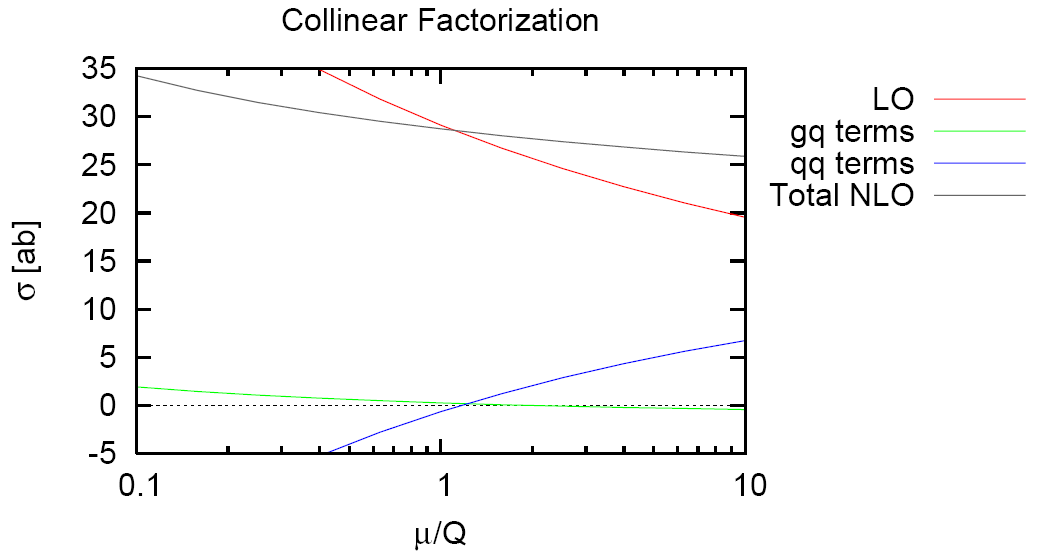 Collinear Factorization
35
30
25
20
15
10
5
0
-5
σ [ab]
0.1
1
10
μ/Q
LO
gq terms
qq terms
Total NLO